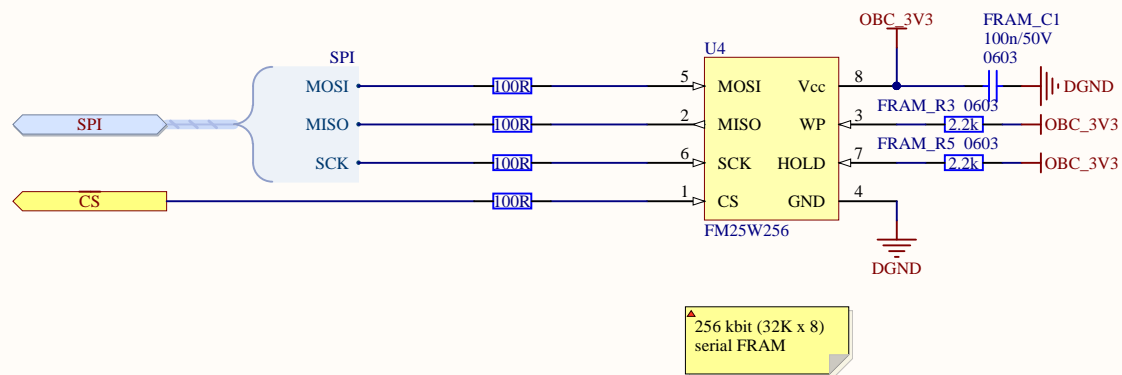 OBC_3V3
FRAM_C1
100n/50V
0603
DGND
SPI
U4
MOSI
100R
5
MOSI
Vcc
8
SPI
MISO
100R
2
MISO
WP
3
FRAM_R3 0603
2.2k
OBC_3V3
SCK
100R
6
SCK
HOLD
7
FRAM_R5 0603
2.2k
OBC_3V3
CS
100R
1
CS
GND
4
FM25W256
DGND
256 kbit (32K x 8)
serial FRAM